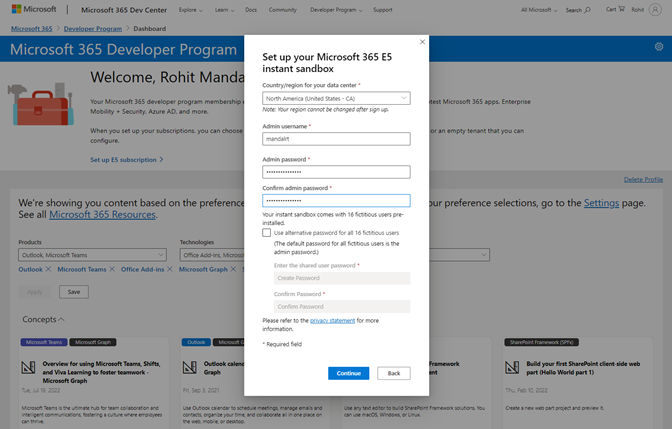 Microsoft
Microsoft 365 Dev Center
Explore
Learn
Docs
Community
Developer Program
Support
All Microsoft
Search
Cart
Rohit
Microsoft 365 > Developer Program > Dashboard
Microsoft 365 Developer Program
Welcome, Rohit Manda
Your Microsoft 365 developer program membership
test Microsoft 365 apps, Enterprise
Mobility + Security, Azure AD, and more.
When you set up your subscriptions, you can choose
or an empty tenant that you can
configure.
Set up E5 subscription >
Delete Profile
We're showing you content based on the preference
ur preference selections, go to the Settings page.
See all Microsoft 365 Resources.
Products
Technologies
Outlook, Microsoft Teams
Office Add-ins, Microsof
Outlook
Microsoft Teams
Office Add-ins
Microsoft Graph
Apply
Save
Concepts
Microsoft Teams
Microsoft Graph
Outlook
Microsoft
SharePoint Framework (SPFx)
Overview for using Microsoft Teams, Shifts,
and Viva Learning to foster teamwork -
Microsoft Graph
Tue, Jul 19, 2022
Microsoft Teams is the ultimate hub for team collaboration and
intelligent communications, fostering a culture where employees can
thrive.
Outlook calend
Graph
Fri, Sep 3, 2021
Use Outlook calendar to schedule meetings, manage emails and
contacts, organize your time, and collaborate all in one place on
the web, mobile, or desktop.
amework
Use any text editor to build SharePoint Framework solutions. You
can use macOS, Windows, or Linux.
Build your first SharePoint client-side web
part (Hello World part 1)
Thu, Feb 10, 2022
Create a new web part project and preview it.
Set up your Microsoft 365 E5
instant sandbox
Country/region for your data center *
North America (United States - CA)
Note: Your region cannot be changed after sign up.
Admin username *
mandalrt
Admin password *
Confirm admin password *
Your instant sandbox comes with 16 fictitious users pre-
installed.
Use alternative password for all 16 fictitious users
(The default password for all fictitious users is the
admin password.)
Enter the shared user password *
Create Password
Confirm Password *
Confirm Password
Please refer to the privacy statement for more
information.
* Required field
Continue
Back